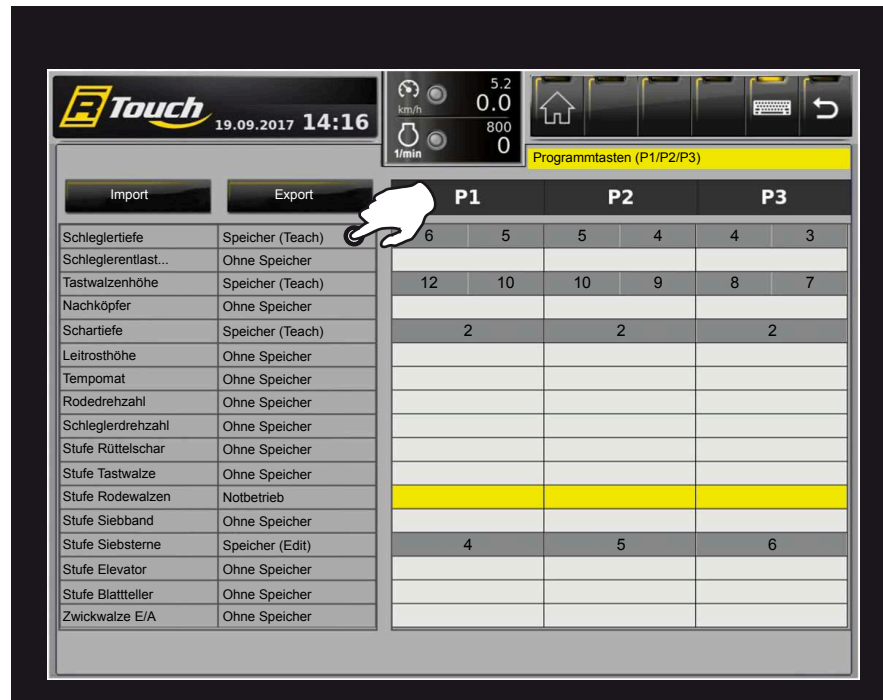 R Touch 19.09.2017 14:16
km/h 5.2
0.0
1/min 800
0
Programmtasten (P1/P2/P3)
Import Export P1 P2 P3
Schleglertiefe Speicher (Teach) 6 5 5 4 4 3
Schleglerentlast... Ohne Speicher
Tastwalzenhöhe Speicher (Teach) 12 10 10 9 8 7
Nachköpfer Ohne Speicher
Schartiefe Speicher (Teach) 2 2 2
Leitrosthöhe Ohne Speicher
Tempomat Ohne Speicher
Rodedrehzahl Ohne Speicher
Schleglerdrehzahl Ohne Speicher
Stufe Rüttelschar Ohne Speicher
Stufe Tastwalze Ohne Speicher
Stufe Rodewalzen Notbetrieb
Stufe Siebband Ohne Speicher
Stufe Siebsterne Speicher (Edit) 4 5 6
Stufe Elevator Ohne Speicher
Stufe Blattteller Ohne Speicher
Zwickwalze E/A Ohne Speicher